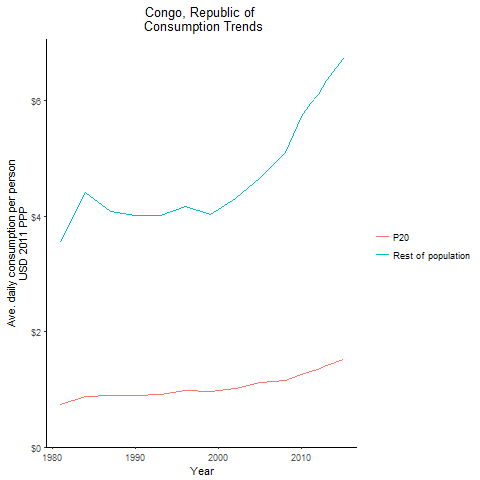 Congo, Republic of
Consumption Trends
Ave. daily consumption per person
USD 2011 PPP
$6
$4
$2
$0
1980
1990
2000
2010
Year
P20
Rest of population